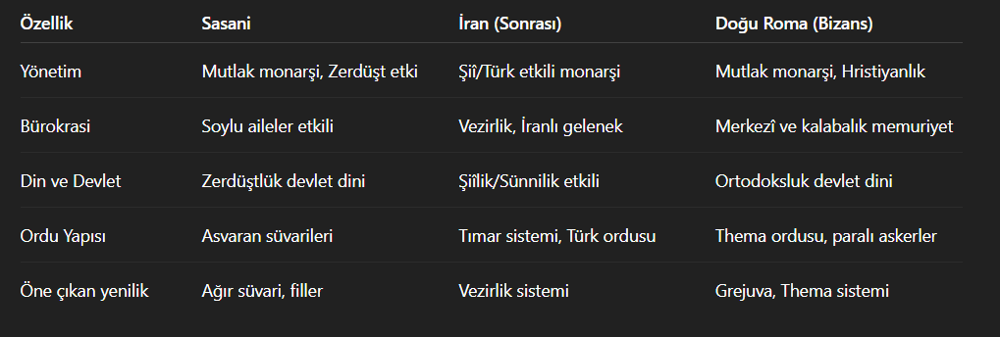 Özellik Sasani İran (Sonrası) Doğu Roma (Bizans)
Yönetim Mutlak monarşi, Zerdüşt etki Şiî/Türk etkili monarşi Mutlak monarşi, Hristiyanlık
Bürokrasi Soylu aileler etkili Vezirlik, İranlı gelenek Merkezî ve kalabalık memuriyet
Din ve Devlet Zerdüştlük devlet dini Şiîlik/Sünnilik etkili Ortodoksluk devlet dini
Ordu Yapısı Asvaran süvarileri Tımar sistemi, Türk ordusu Thema ordusu, paralı askerler
Öne çıkan yenilik Ağır süvari, filler Vezirlik sistemi Grejuva, Thema sistemi